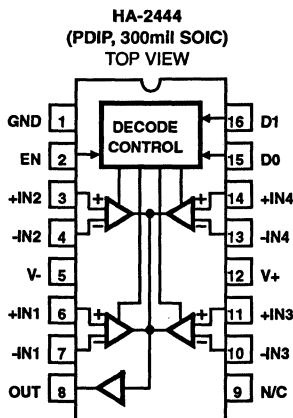 HA-2444
(PDIP, 300mil SOIC)
TOP VIEW
GND 1 16 D1
DECODE
CONTROL
EN 2 15 D0
+IN2 3 + + 14 +IN4
-IN2 4 − − 13 -IN4
V- 5 12 V+
+IN1 6 + + 11 +IN3
-IN1 7 − − 10 -IN3
OUT 8 9 N/C